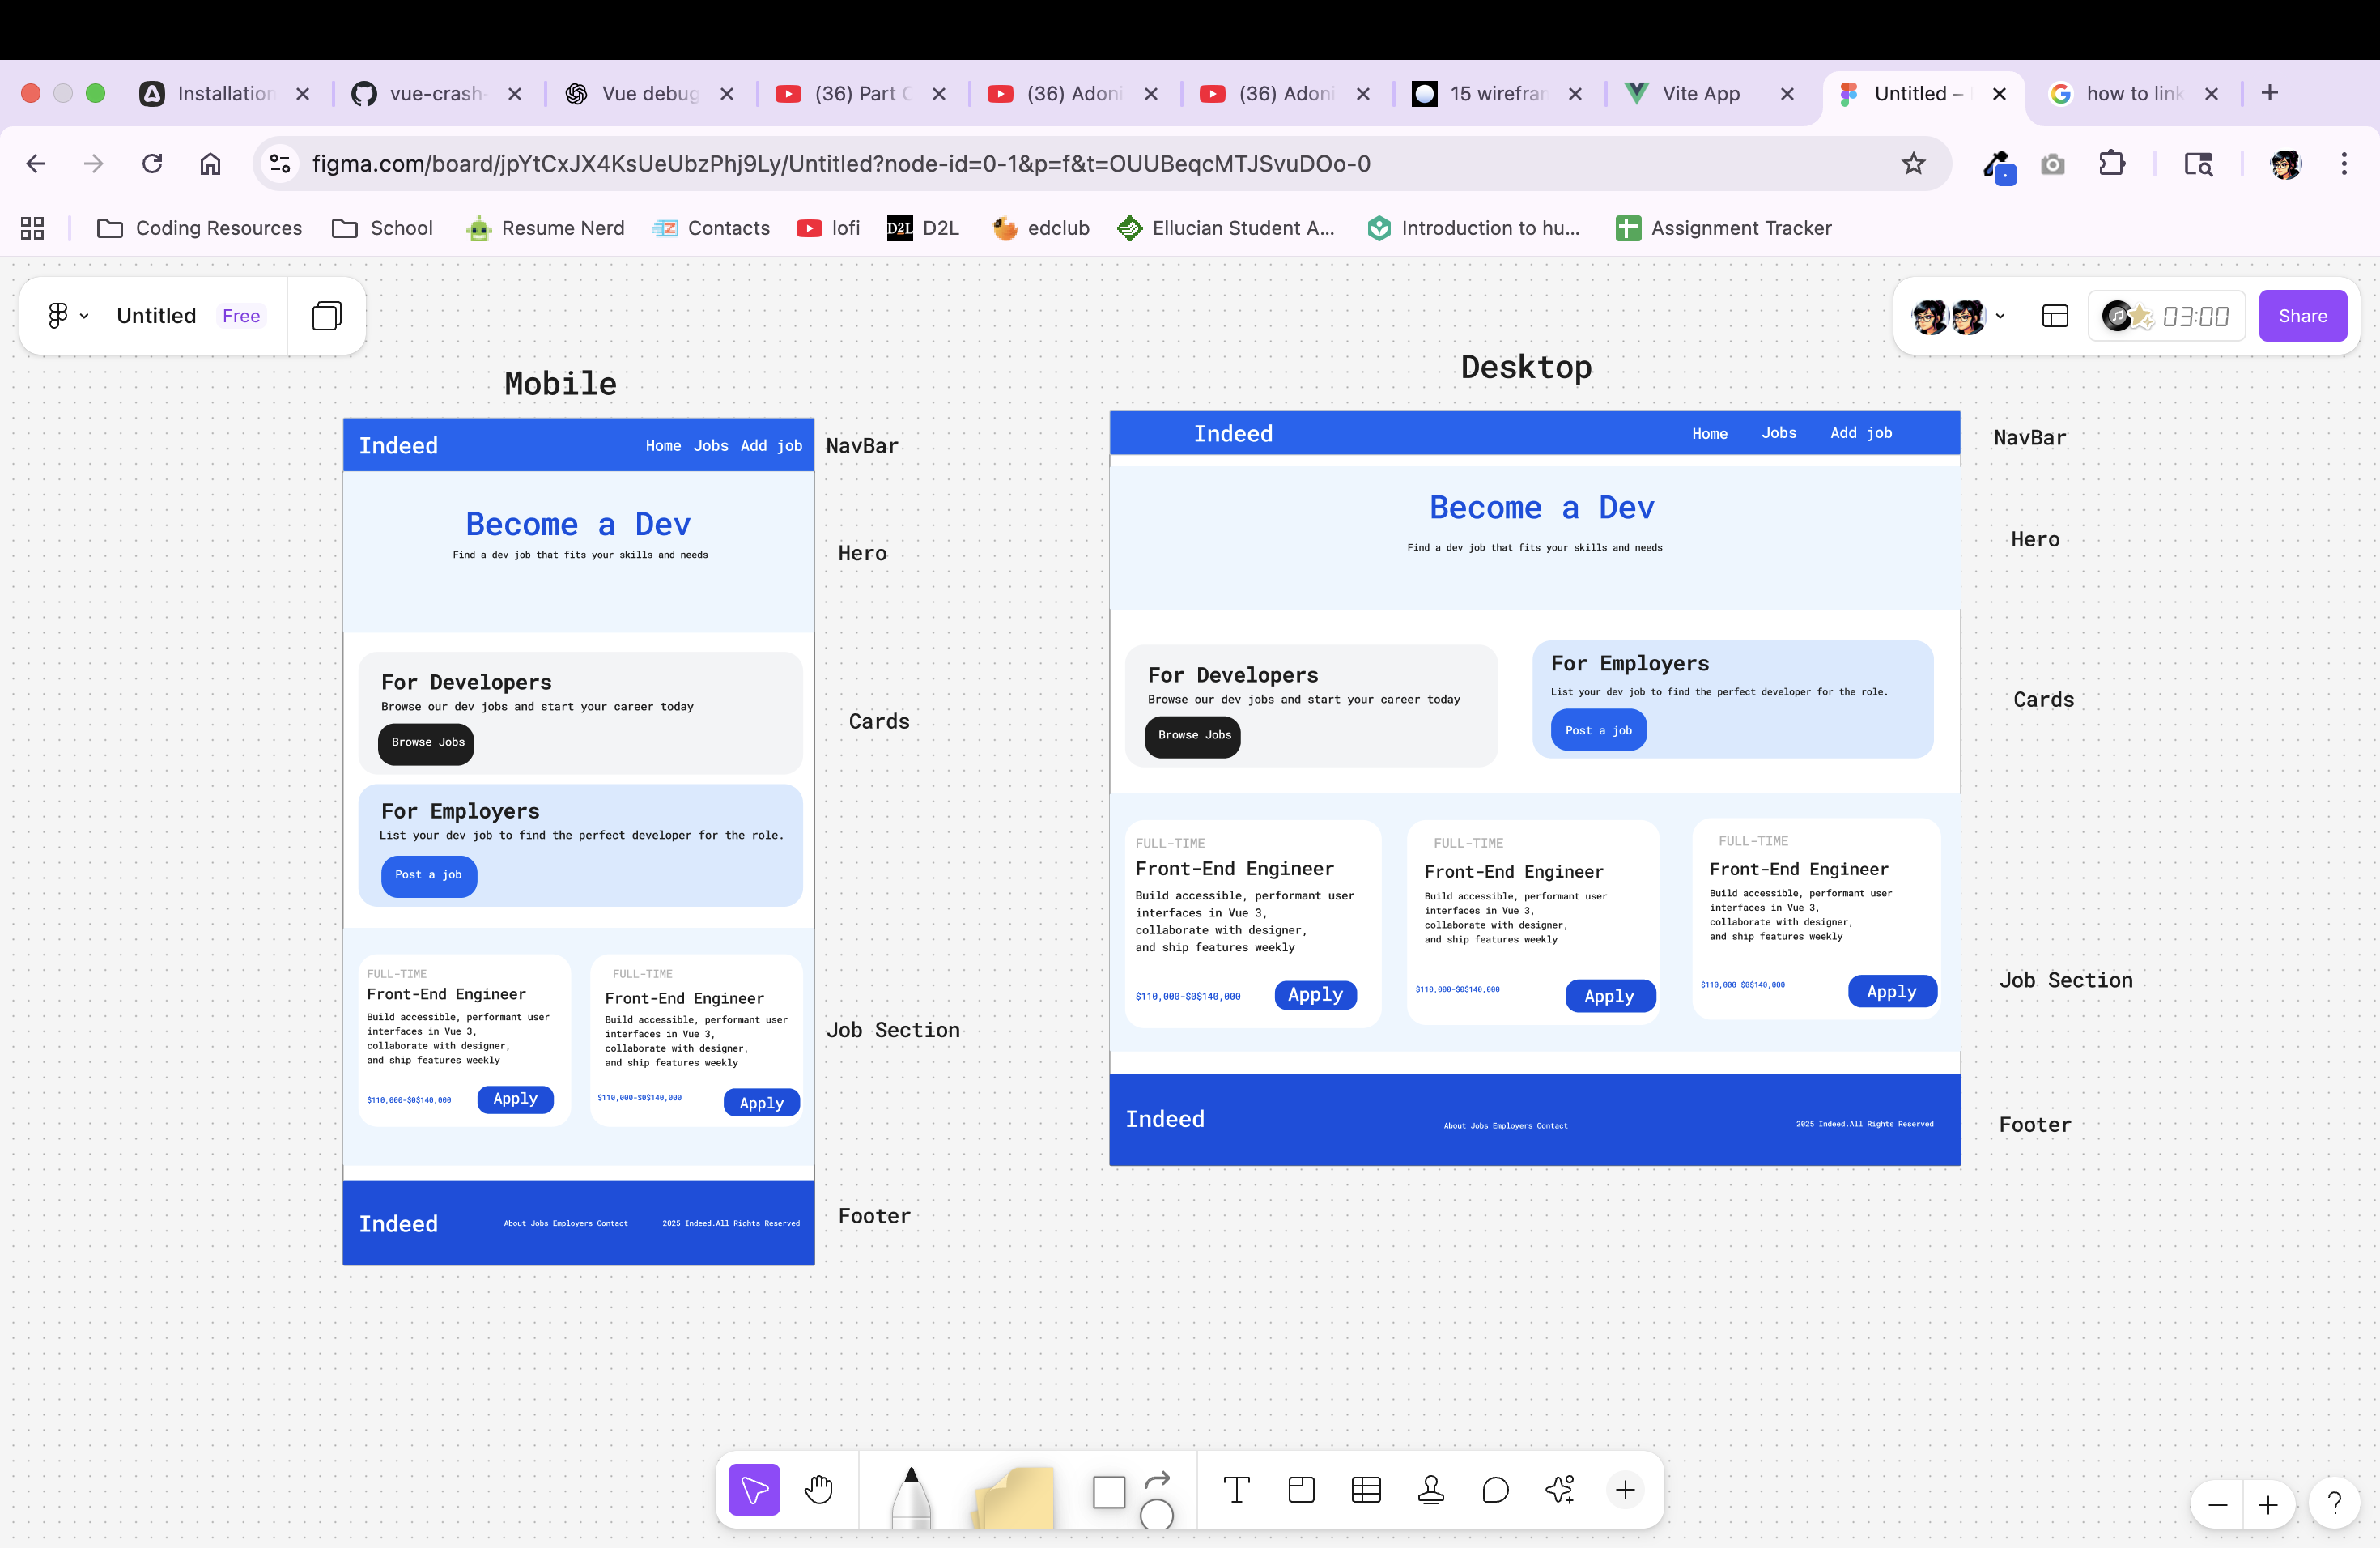 Installation
vue-crash-
Vue debug
(36) Part C
(36) Adoni
(36) Adoni
15 wirefran
Vite App
Untitled –
how to link
figma.com/board/jpYtCxJX4KsUeUbzPhj9Ly/Untitled?node-id=0-1&p=f&t=OUUBeqcMTJSvuDOo-0
Coding Resources
School
Resume Nerd
Contacts
lofi
D2L
D2L
edclub
Ellucian Student A...
Introduction to hu...
Assignment Tracker
Untitled
Free
03:00
Share
Mobile
Indeed
Home Jobs Add job
NavBar
Become a Dev
Find a dev job that fits your skills and needs
Hero
For Developers
Browse our dev jobs and start your career today
Browse Jobs
Cards
For Employers
List your dev job to find the perfect developer for the role.
Post a job
FULL-TIME
Front-End Engineer
Build accessible, performant user
interfaces in Vue 3,
collaborate with designer,
and ship features weekly
$110,000-$0$140,000
Apply
FULL-TIME
Front-End Engineer
Build accessible, performant user
interfaces in Vue 3,
collaborate with designer,
and ship features weekly
$110,000-$0$140,000
Apply
Job Section
Indeed
About Jobs Employers Contact
2025 Indeed.All Rights Reserved
Footer
Desktop
Indeed
Home Jobs Add job
NavBar
Become a Dev
Find a dev job that fits your skills and needs
Hero
For Developers
Browse our dev jobs and start your career today
Browse Jobs
For Employers
List your dev job to find the perfect developer for the role.
Post a job
Cards
FULL-TIME
Front-End Engineer
Build accessible, performant user
interfaces in Vue 3,
collaborate with designer,
and ship features weekly
$110,000-$0$140,000
Apply
FULL-TIME
Front-End Engineer
Build accessible, performant user
interfaces in Vue 3,
collaborate with designer,
and ship features weekly
$110,000-$0$140,000
Apply
FULL-TIME
Front-End Engineer
Build accessible, performant user
interfaces in Vue 3,
collaborate with designer,
and ship features weekly
$110,000-$0$140,000
Apply
Job Section
Indeed
About Jobs Employers Contact
2025 Indeed.All Rights Reserved
Footer